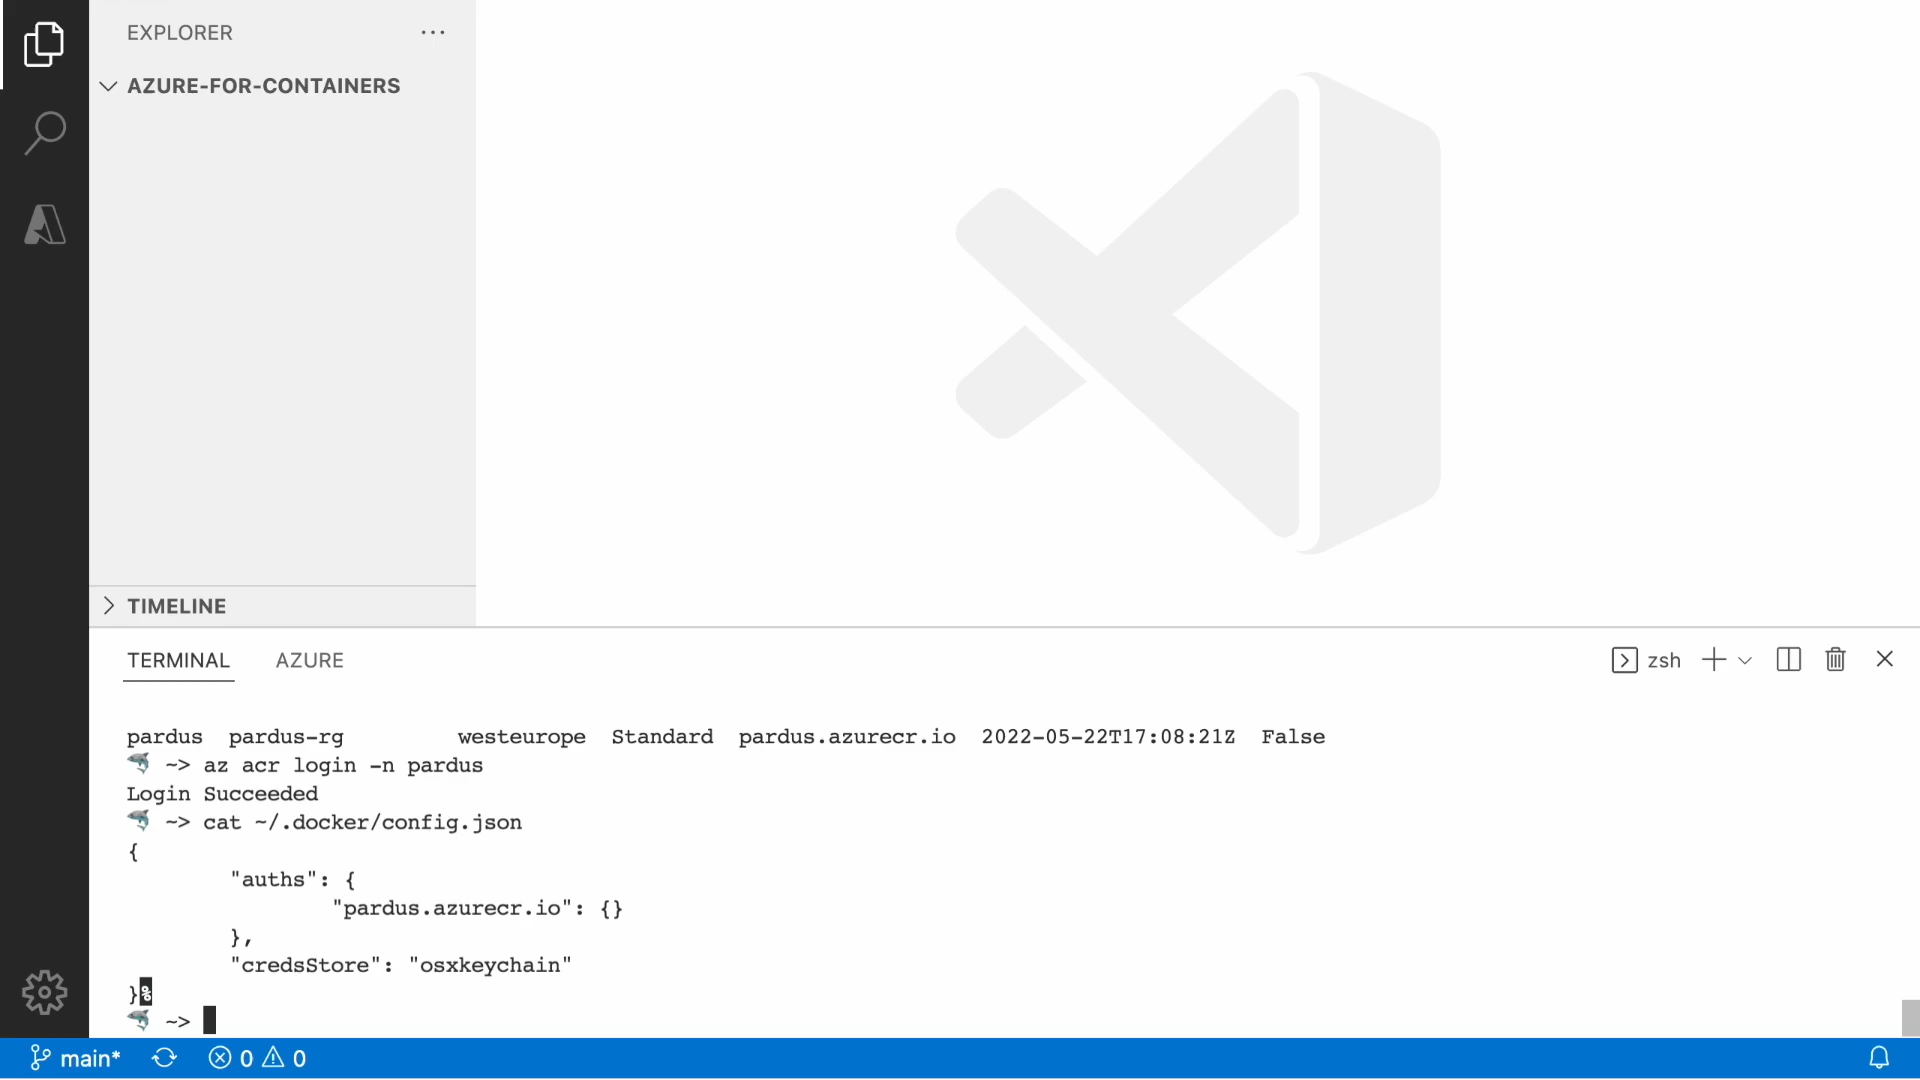 EXPLORER
AZURE-FOR-CONTAINERS
TIMELINE
TERMINAL AZURE zsh
pardus pardus-rg westeurope Standard pardus.azurecr.io 2022-05-22T17:08:21Z False
~> az acr login -n pardus
Login Succeeded
~> cat ~/.docker/config.json
{
"auths": {
"pardus.azurecr.io": {}
},
"credsStore": "osxkeychain"
}%
~>
main* 0 0